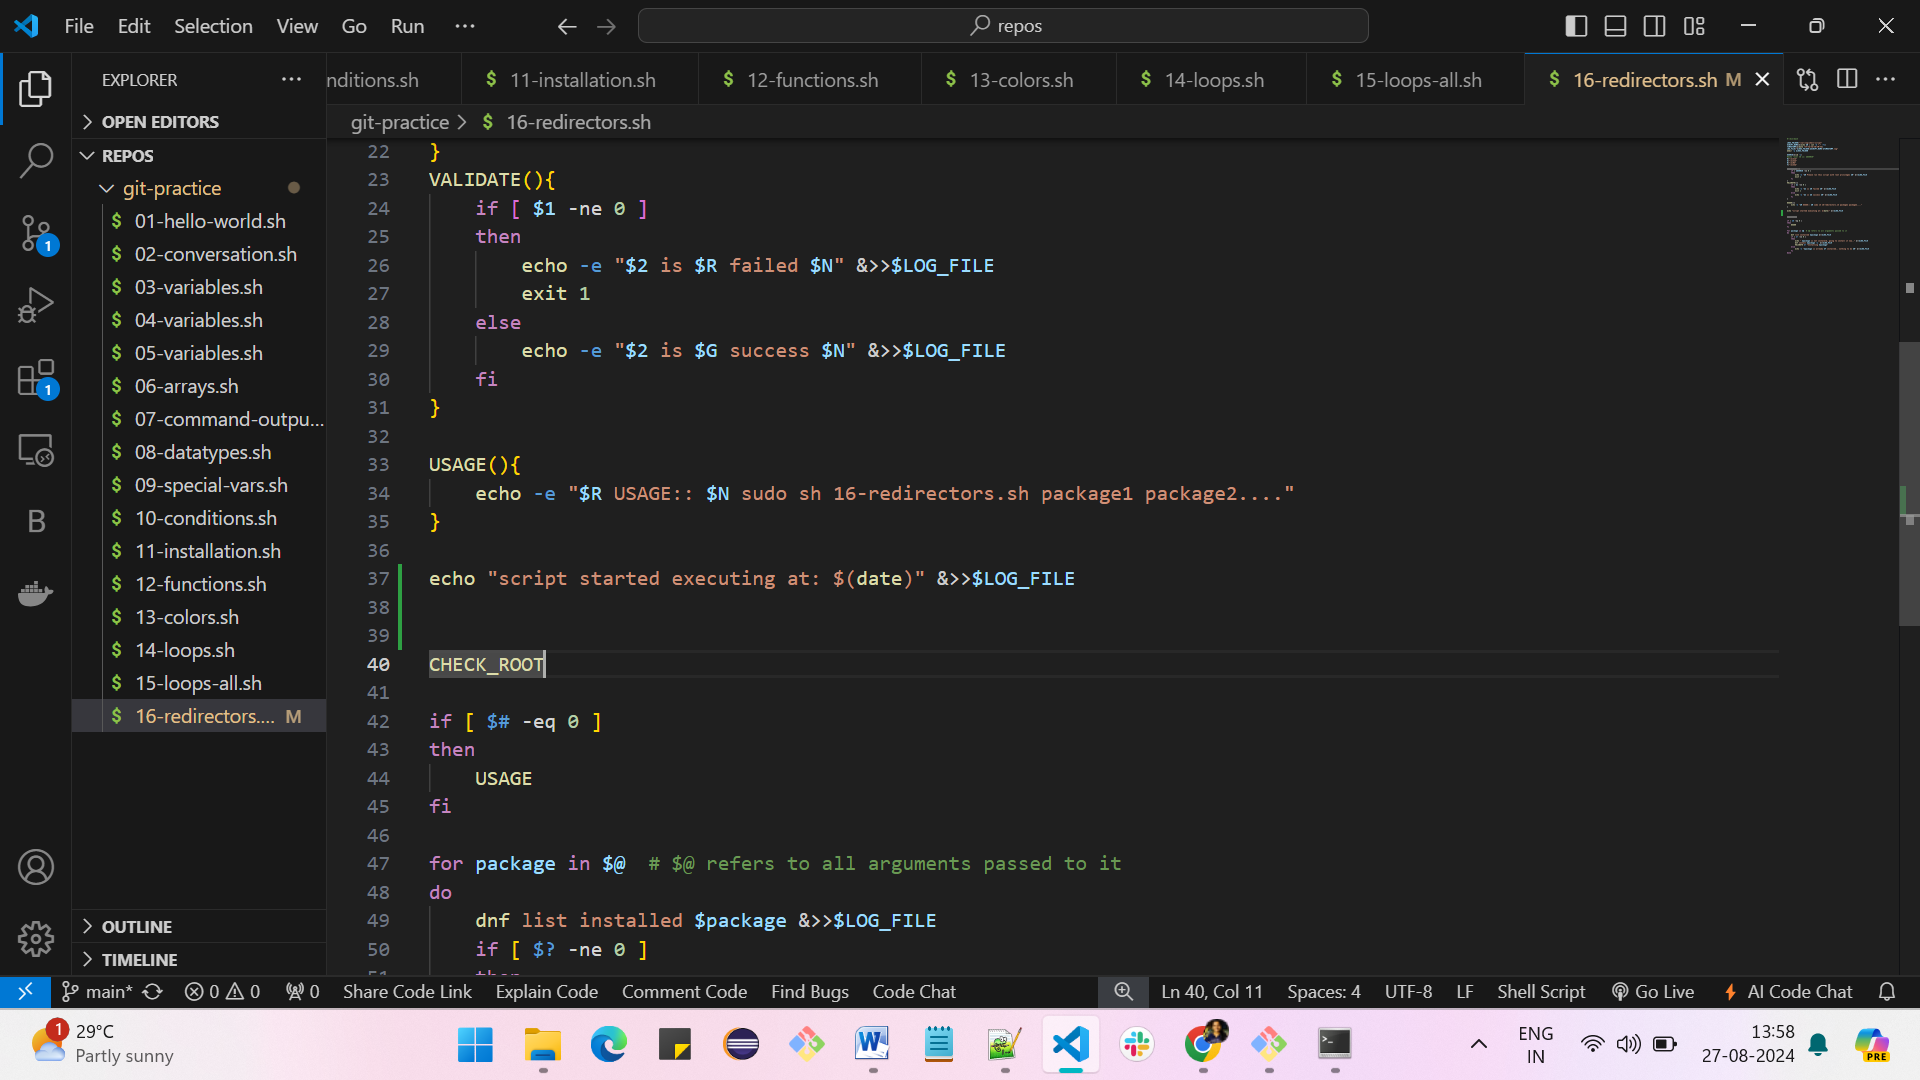 File Edit Selection View Go Run ···
repos
EXPLORER ···
nditions.sh
$ 11-installation.sh
$ 12-functions.sh
$ 13-colors.sh
$ 14-loops.sh
$ 15-loops-all.sh
$ 16-redirectors.sh M
git-practice > $ 16-redirectors.sh
OPEN EDITORS
REPOS
git-practice
$ 01-hello-world.sh
$ 02-conversation.sh
$ 03-variables.sh
$ 04-variables.sh
$ 05-variables.sh
$ 06-arrays.sh
$ 07-command-outpu...
$ 08-datatypes.sh
$ 09-special-vars.sh
$ 10-conditions.sh
$ 11-installation.sh
$ 12-functions.sh
$ 13-colors.sh
$ 14-loops.sh
$ 15-loops-all.sh
$ 16-redirectors.... M
OUTLINE
TIMELINE
1
1
B
22 }
23 VALIDATE(){
24 if [ $1 -ne 0 ]
25 then
26 echo -e "$2 is $R failed $N" &>>$LOG_FILE
27 exit 1
28 else
29 echo -e "$2 is $G success $N" &>>$LOG_FILE
30 fi
31 }
32
33 USAGE(){
34 echo -e "$R USAGE:: $N sudo sh 16-redirectors.sh package1 package2...."
35 }
36
37 echo "script started executing at: $(date)" &>>$LOG_FILE
38
39
40 CHECK_ROOT
41
42 if [ $# -eq 0 ]
43 then
44 USAGE
45 fi
46
47 for package in $@ # $@ refers to all arguments passed to it
48 do
49 dnf list installed $package &>>$LOG_FILE
50 if [ $? -ne 0 ]
51 then
main* 0 0 0 Share Code Link Explain Code Comment Code Find Bugs Code Chat Ln 40, Col 11 Spaces: 4 UTF-8 LF Shell Script Go Live AI Code Chat
1
29°C
Partly sunny
ENG
IN
13:58
27-08-2024
PRE